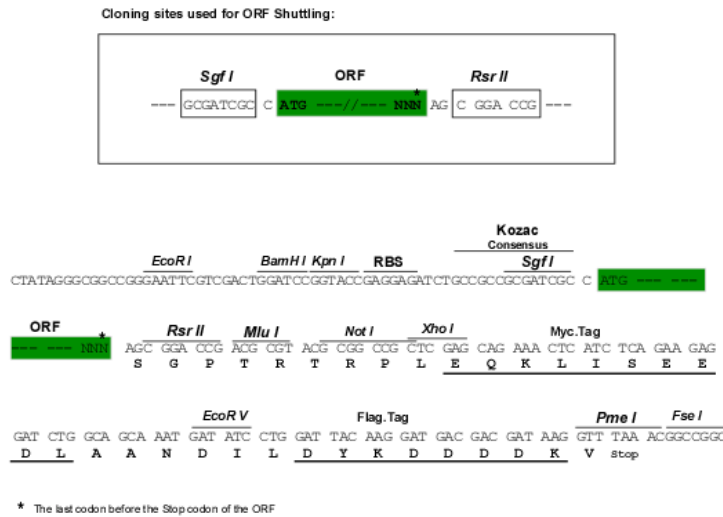 Cloning sites used for ORF Shuttling:
Sgf I ORF Rsr II
*
--- GCGATCGC C ATG ---//--- NNN AG C GGA CCG ---
Kozac
Consensus
EcoR I BamH I Kpn I RBS Sgf I
CTATAGGGCGGCCGGGAATTCGTCGACTGGATCCGGTACCGAGGAGATCTGCCGCCGCGATCGC C ATG --- ---
ORF * Rsr II Mlu I Not I Xho I Myc.Tag
--- --- NNN AGC GGA CCG ACG CGT ACG CGG CCG CTC GAG CAG AAA CTC ATC TCA GAA GAG
S G P T R T R P L E Q K L I S E E
EcoR V Flag.Tag Pme I Fse I
GAT CTG GCA GCA AAT GAT ATC CTG GAT TAC AAG GAT GAC GAC GAT AAG GTT TAA ACGGCCGGC
D L A A N D I L D Y K D D D D K V Stop
* The last codon before the Stop codon of the ORF